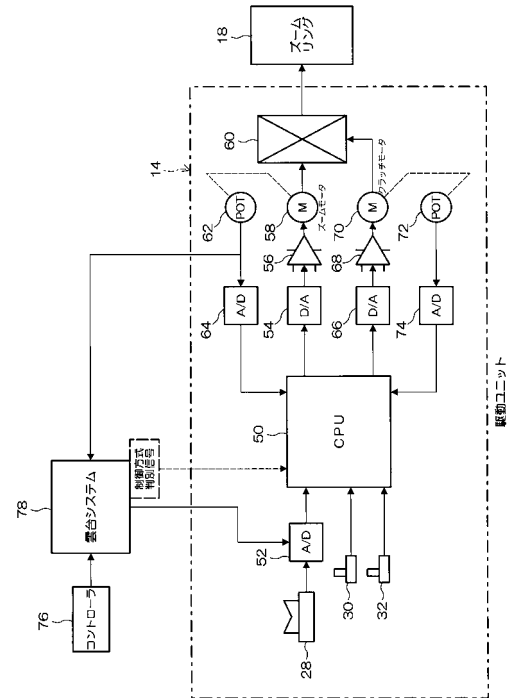 18
ズーム
リング
14
60
62
POT
58
M
ズームモータ
70
M
クラッチモータ
72
POT
56
68
64
A/D
54
D/A
66
D/A
74
A/D
50
CPU
駆動ユニット
78
雲台システム
制御方式
判別信号
52
A/D
76
コントローラ
28
30
32